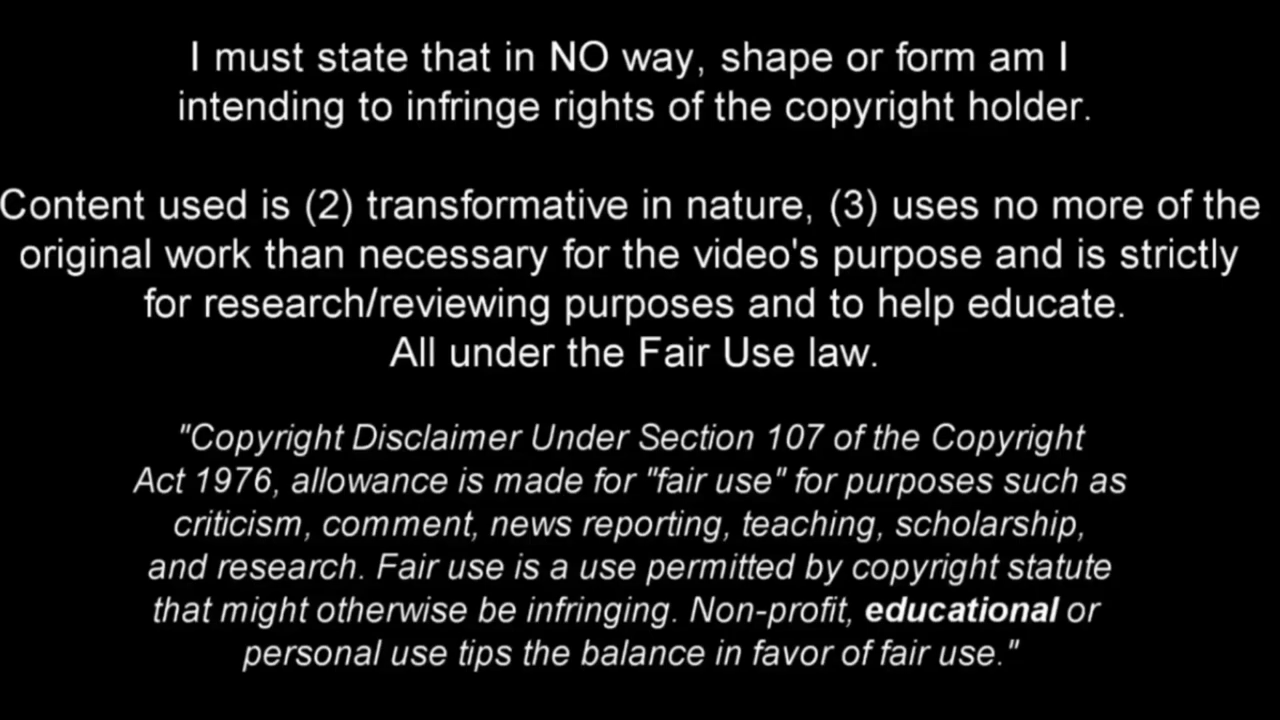 I must state that in NO way, shape or form am I
intending to infringe rights of the copyright holder.
Content used is (2) transformative in nature, (3) uses no more of the
original work than necessary for the video's purpose and is strictly
for research/reviewing purposes and to help educate.
All under the Fair Use law.
"Copyright Disclaimer Under Section 107 of the Copyright
Act 1976, allowance is made for "fair use" for purposes such as
criticism, comment, news reporting, teaching, scholarship,
and research. Fair use is a use permitted by copyright statute
that might otherwise be infringing. Non-profit, educational or
personal use tips the balance in favor of fair use."